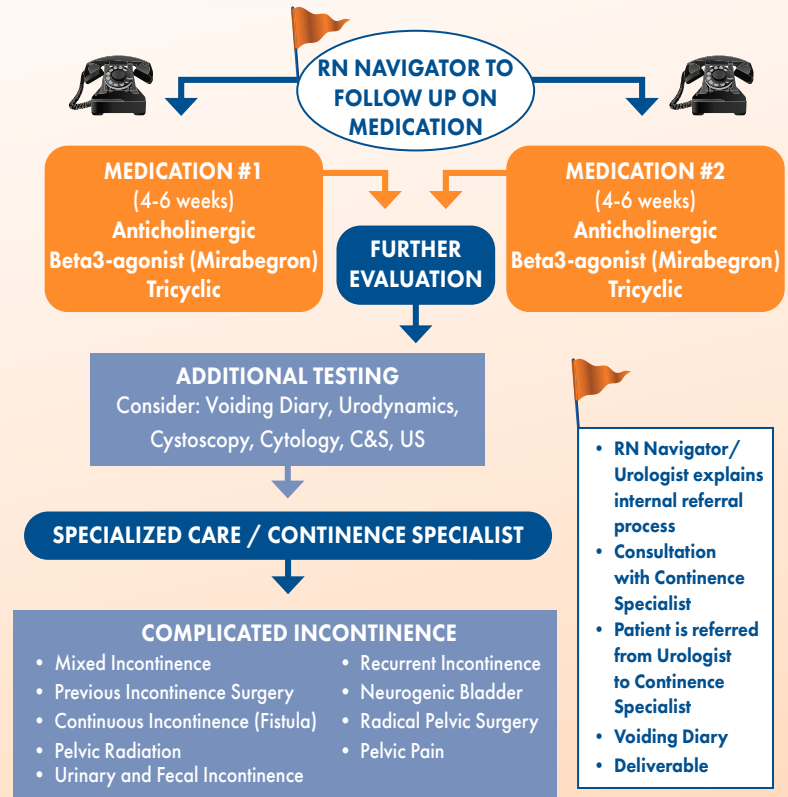 RN NAVIGATOR TO
FOLLOW UP ON
MEDICATION
MEDICATION #1
(4-6 weeks)
Anticholinergic
Beta3-agonist (Mirabegron)
Tricyclic
MEDICATION #2
(4-6 weeks)
Anticholinergic
Beta3-agonist (Mirabegron)
Tricyclic
FURTHER
EVALUATION
ADDITIONAL TESTING
Consider: Voiding Diary, Urodynamics,
Cystoscopy, Cytology, C&S, US
SPECIALIZED CARE / CONTINENCE SPECIALIST
COMPLICATED INCONTINENCE
• Mixed Incontinence
• Previous Incontinence Surgery
• Continuous Incontinence (Fistula)
• Pelvic Radiation
• Urinary and Fecal Incontinence
• Recurrent Incontinence
• Neurogenic Bladder
• Radical Pelvic Surgery
• Pelvic Pain
• RN Navigator/
Urologist explains
internal referral
process
• Consultation
with Continence
Specialist
• Patient is referred
from Urologist
to Continence
Specialist
• Voiding Diary
• Deliverable